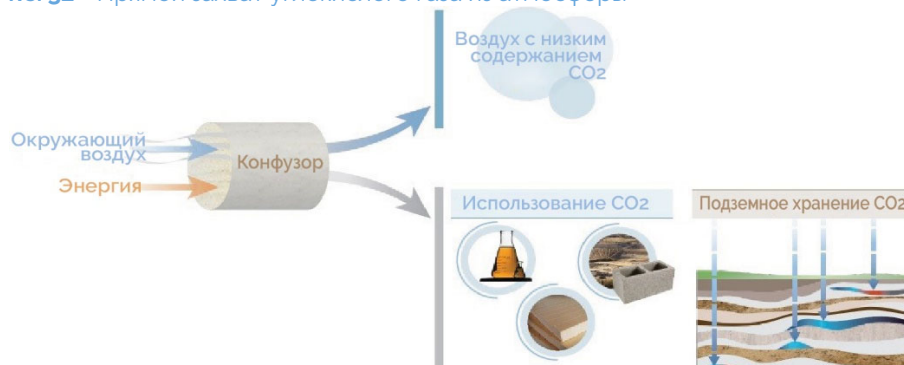 Воздух с низким
содержанием
CO2
Окружающий
воздух
Энергия
Конфузор
Использование CO2
Подземное хранение CO2